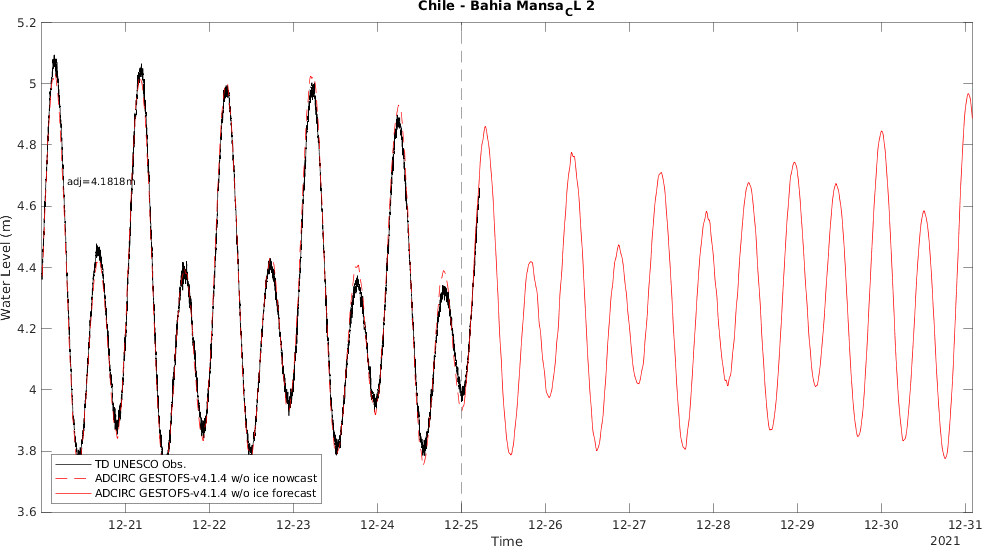 Chile - Bahia MansaCL 2
5.2
5
4.8
4.6
4.4
4.2
4
3.8
3.6
Water Level (m)
adj=4.1818m
TD UNESCO Obs.
ADCIRC GESTOFS-v4.1.4 w/o ice nowcast
ADCIRC GESTOFS-v4.1.4 w/o ice forecast
12-21 12-22 12-23 12-24 12-25 12-26 12-27 12-28 12-29 12-30 12-31
Time
2021